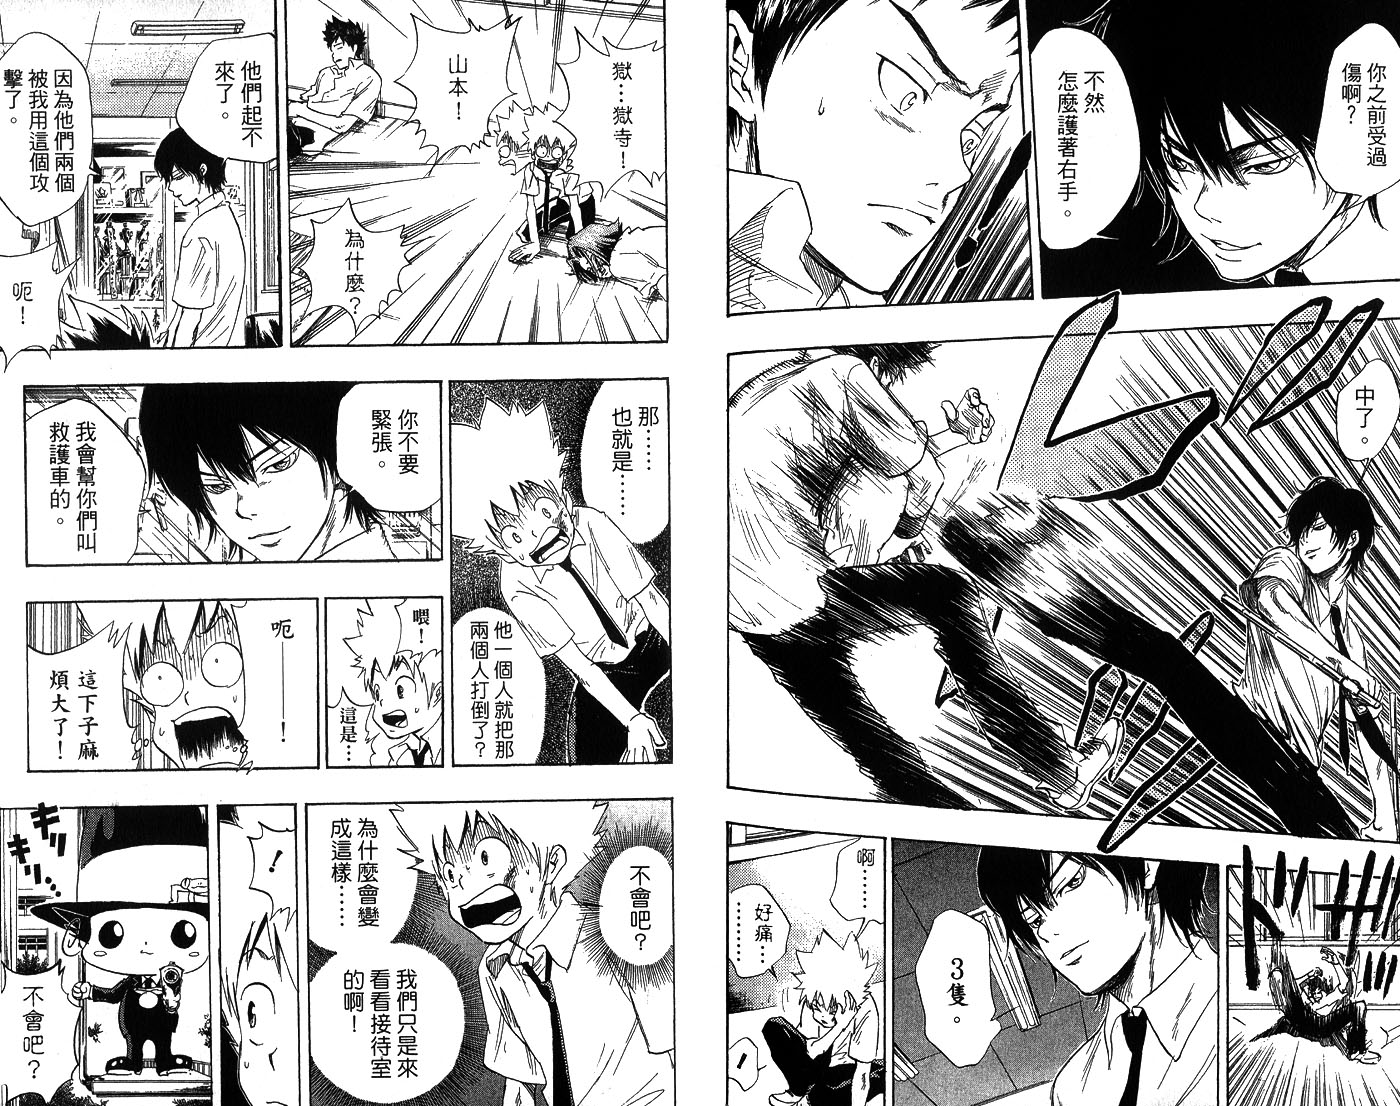 你之前受過
傷啊？
不然
怎麼護著右手。
中了。
3隻。
啊……
好痛……
……
獄…獄寺！
山本！
為什麼？
他們起不
來了。
因為他們兩個
被我用這個攻
擊了。
呃！
那……
也就是……
他一個人就把那
兩個人打倒了？
你不要
緊張。
我會幫你們叫
救護車的。
喂！
這是…
呃——！
這下子麻
煩大了！
不會吧？
為什麼會變
成這樣……
我們只是來
看看接待室
的啊！
！
キリキリ…
不會吧？